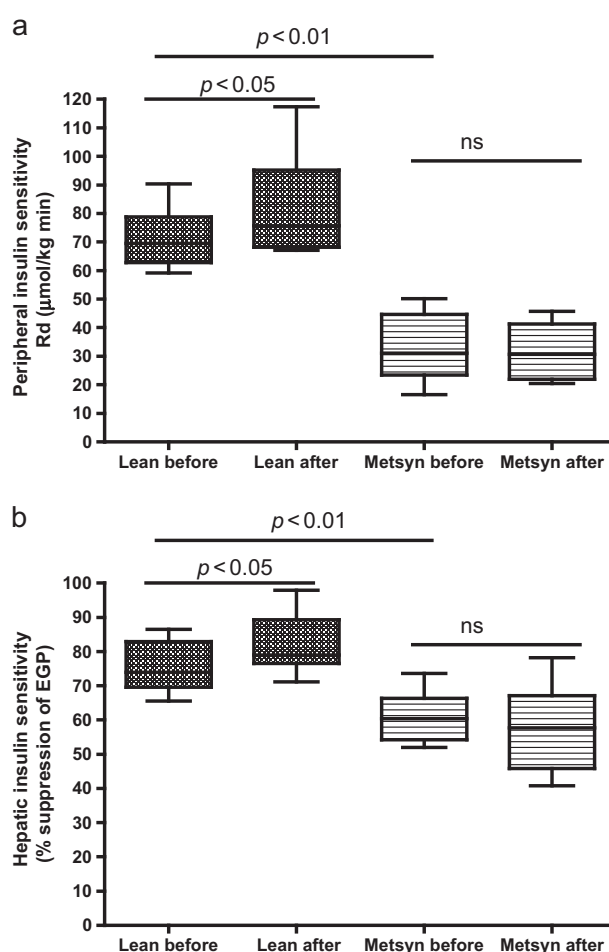 a
p < 0.01
p < 0.05
ns
Peripheral insulin sensitivity
Rd (μmol/kg min)
120
110
100
90
80
70
60
50
40
30
20
10
0
Lean before Lean after Metsyn before Metsyn after
b
p < 0.01
p < 0.05
ns
Hepatic insulin sensitivity
(% suppression of EGP)
100
90
80
70
60
50
40
30
20
10
0
Lean before Lean after Metsyn before Metsyn after